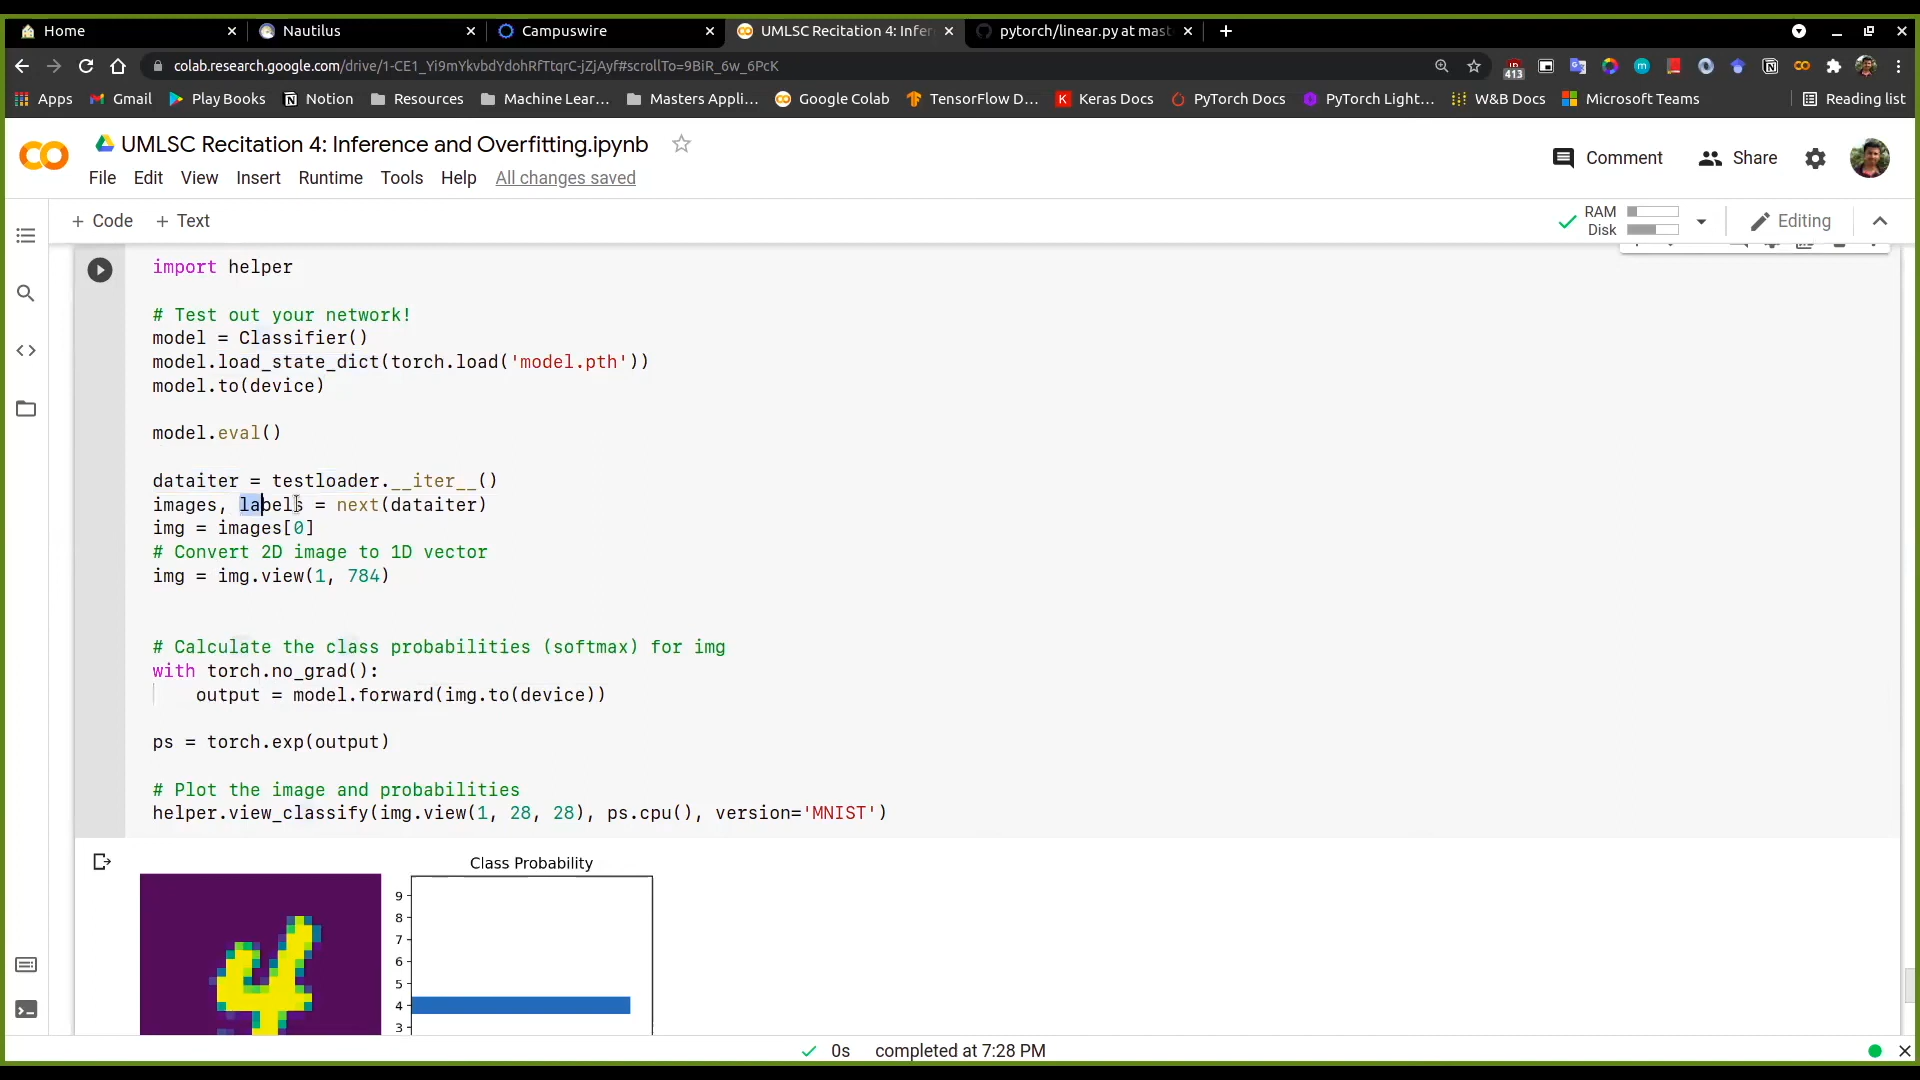 Home
Nautilus
Campuswire
UMLSC Recitation 4: Infer
pytorch/linear.py at mast
colab.research.google.com/drive/1-CE1_Yi9mYkvbdYdohRfTtqrC-jZjAyf#scrollTo=9BiR_6w_6PcK
413
Apps
Gmail
Play Books
Notion
Resources
Machine Lear...
Masters Appli...
Google Colab
TensorFlow D...
Keras Docs
PyTorch Docs
PyTorch Light...
W&B Docs
Microsoft Teams
Reading list
UMLSC Recitation 4: Inference and Overfitting.ipynb
Comment
Share
File Edit View Insert Runtime Tools Help All changes saved
+ Code + Text
RAM
Disk
Editing
import helper
# Test out your network!
model = Classifier()
model.load_state_dict(torch.load('model.pth'))
model.to(device)
model.eval()
dataiter = testloader.__iter__()
images, labels = next(dataiter)
img = images[0]
# Convert 2D image to 1D vector
img = img.view(1, 784)
# Calculate the class probabilities (softmax) for img
with torch.no_grad():
output = model.forward(img.to(device))
ps = torch.exp(output)
# Plot the image and probabilities
helper.view_classify(img.view(1, 28, 28), ps.cpu(), version='MNIST')
Class Probability
9
8
7
6
5
4
3
4
0s completed at 7:28 PM